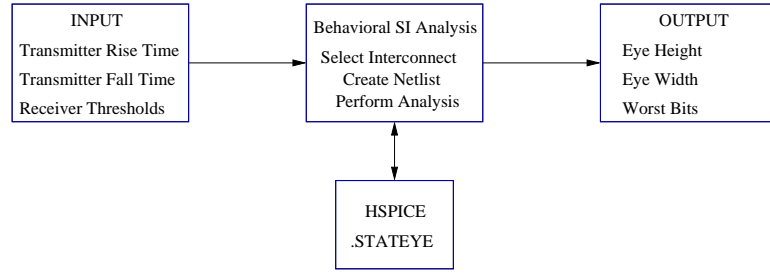 INPUT
Transmitter Rise Time
Transmitter Fall Time
Receiver Thresholds
Behavioral SI Analysis
Select Interconnect
Create Netlist
Perform Analysis
OUTPUT
Eye Height
Eye Width
Worst Bits
HSPICE
.STATEYE